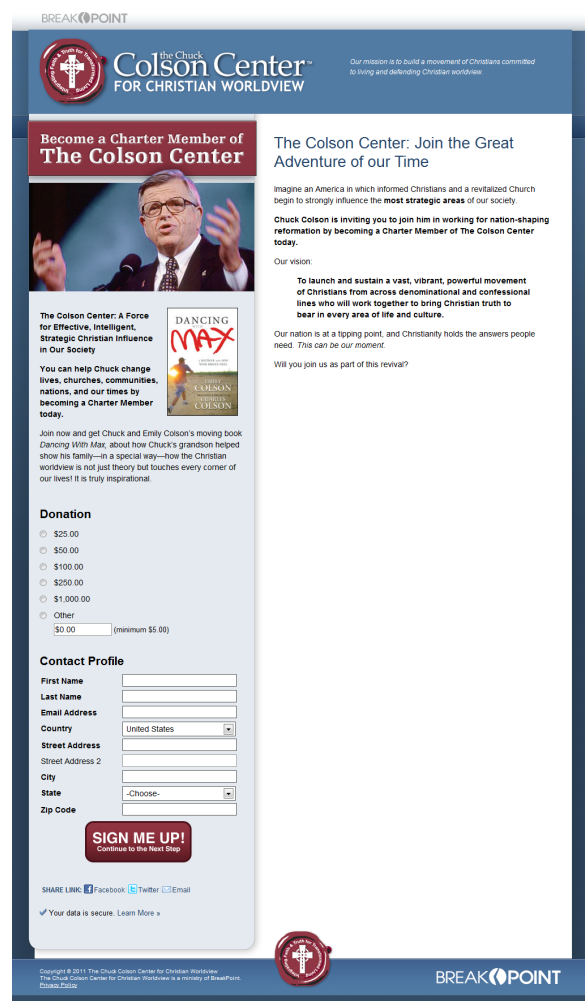 BREAKPOINT
Integrating Faith & Truth for Transformed Living
the Chuck
Colson Center™
FOR CHRISTIAN WORLDVIEW
Our mission is to build a movement of Christians committed
to living and defending Christian worldview.
Become a Charter Member of
The Colson Center
The Colson Center: A Force
for Effective, Intelligent,
Strategic Christian Influence
in Our Society
You can help Chuck change
lives, churches, communities,
nations, and our times by
becoming a Charter Member
today.
DANCING
WITH
MAX
EMILY
COLSON
CHARLES
COLSON
Join now and get Chuck and Emily Colson's moving book
Dancing With Max, about how Chuck's grandson helped
show his family—in a special way—how the Christian
worldview is not just theory but touches every corner of
our lives! It is truly inspirational.
Donation
$25.00
$50.00
$100.00
$250.00
$1,000.00
Other
$0.00 (minimum $5.00)
Contact Profile
First Name
Last Name
Email Address
Country United States
Street Address
Street Address 2
City
State -Choose-
Zip Code
SIGN ME UP!
Continue to the Next Step
SHARE LINK: Facebook Twitter Email
Your data is secure. Learn More »
The Colson Center: Join the Great
Adventure of our Time
Imagine an America in which informed Christians and a revitalized Church
begin to strongly influence the most strategic areas of our society.
Chuck Colson is inviting you to join him in working for nation-shaping
reformation by becoming a Charter Member of The Colson Center
today.
Our vision:
To launch and sustain a vast, vibrant, powerful movement
of Christians from across denominational and confessional
lines who will work together to bring Christian truth to
bear in every area of life and culture.
Our nation is at a tipping point, and Christianity holds the answers people
need. This can be our moment.
Will you join us as part of this revival?
Copyright © 2011 The Chuck Colson Center for Christian Worldview
The Chuck Colson Center for Christian Worldview is a ministry of BreakPoint.
Privacy Policy
BREAKPOINT